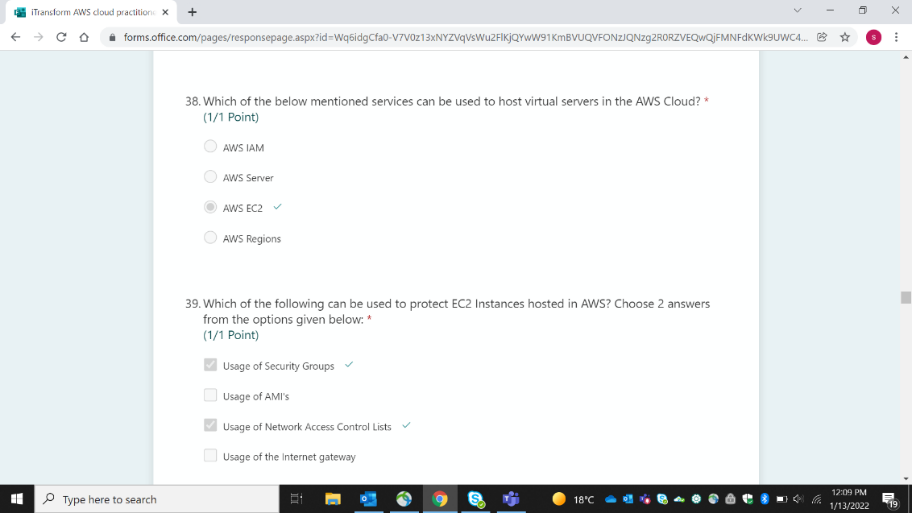 iTransform AWS cloud practition
forms.office.com/pages/responsepage.aspx?id=Wq6idgCfa0-V7V0z13xNYZVqVsWu2FlKjQYwW91KmBVUQVFONzJQNzg2R0RZVEQwQjFMNFdKWk9UWC4...
38. Which of the below mentioned services can be used to host virtual servers in the AWS Cloud? *
(1/1 Point)
AWS IAM
AWS Server
AWS EC2
AWS Regions
39. Which of the following can be used to protect EC2 Instances hosted in AWS? Choose 2 answers
from the options given below: *
(1/1 Point)
Usage of Security Groups
Usage of AMI's
Usage of Network Access Control Lists
Usage of the Internet gateway
Type here to search
18°C
12:09 PM
1/13/2022
19